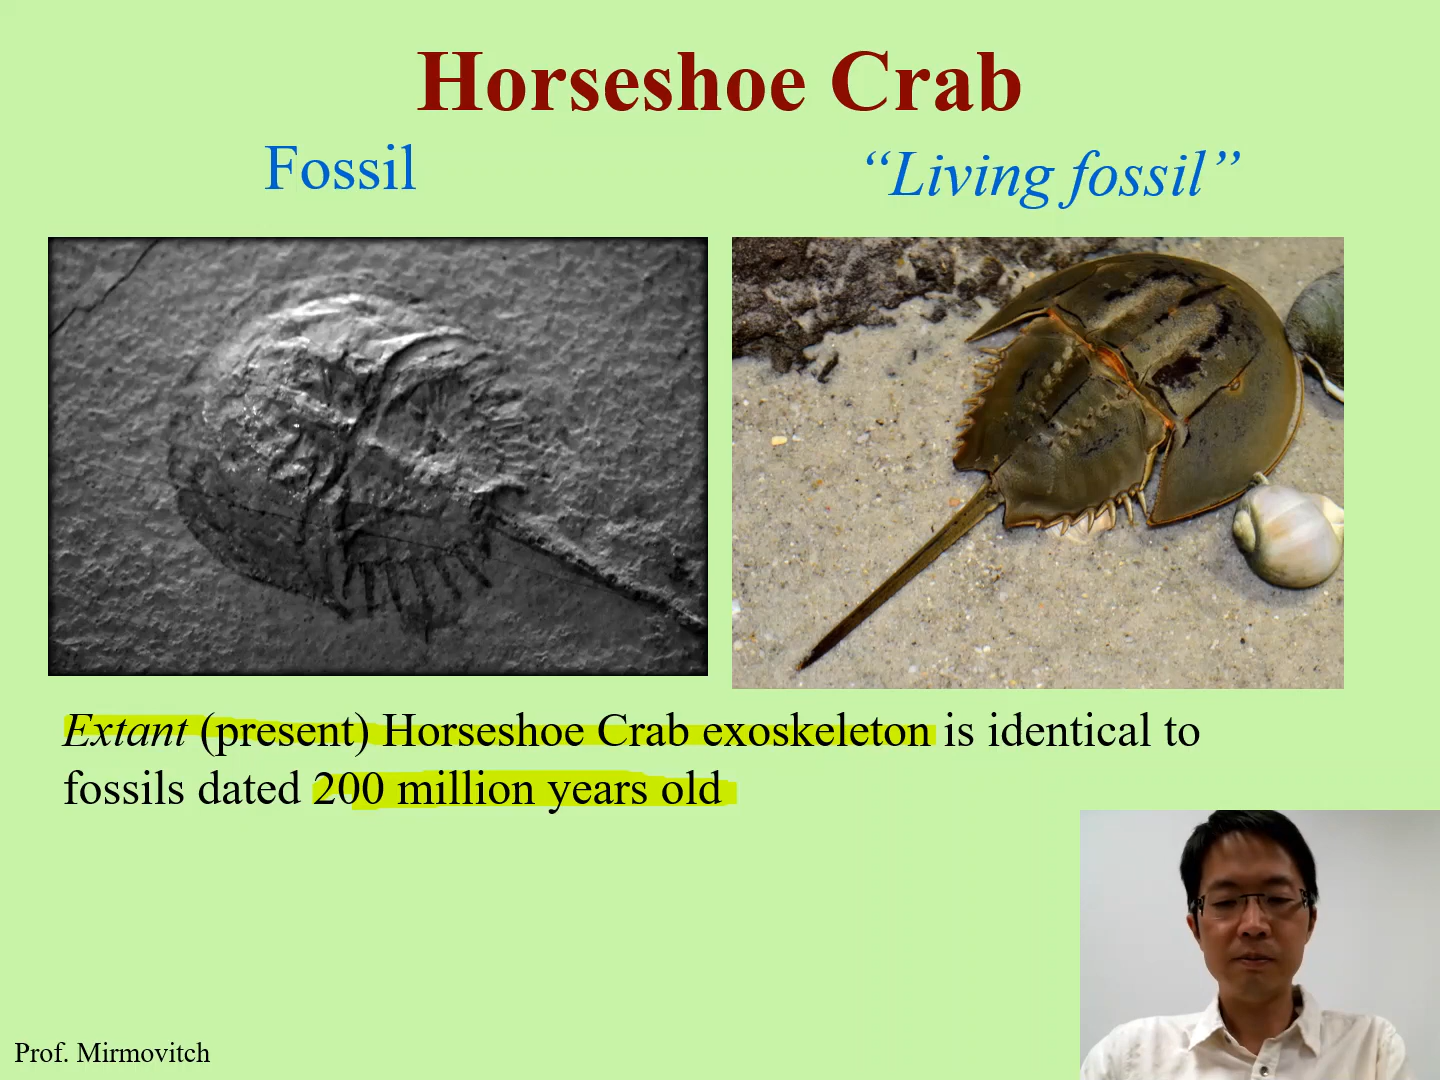 Horseshoe Crab
Fossil
“Living fossil”
Extant (present) Horseshoe Crab exoskeleton is identical to
fossils dated 200 million years old
Prof. Mirmovitch